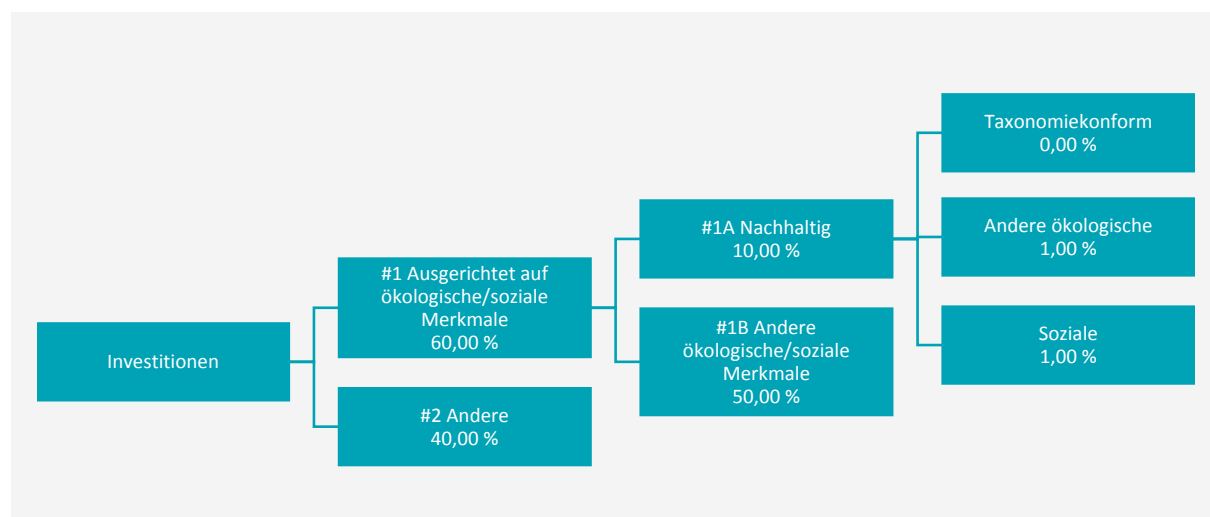 Investitionen
#1 Ausgerichtet auf
ökologische/soziale
Merkmale
60,00 %
#2 Andere
40,00 %
#1A Nachhaltig
10,00 %
#1B Andere
ökologische/soziale
Merkmale
50,00 %
Taxonomiekonform
0,00 %
Andere ökologische
1,00 %
Soziale
1,00 %